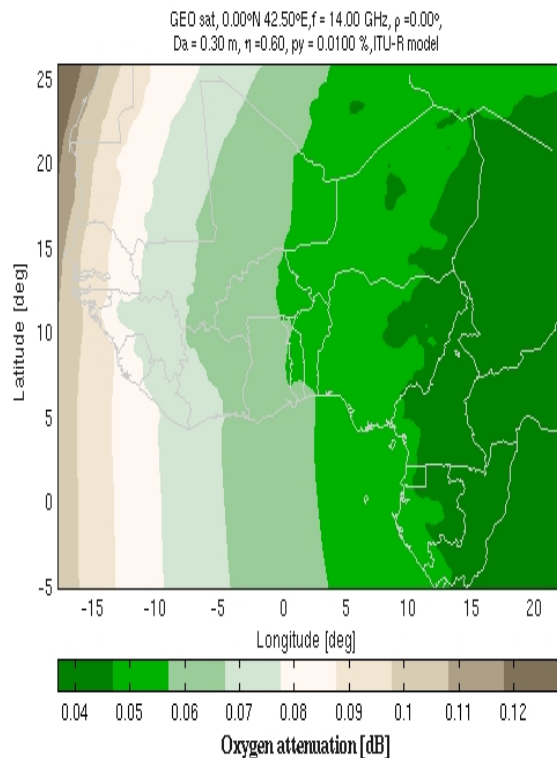 GEO sat, 0.00ºN 42.50ºE,f = 14.00 GHz, ρ =0.00º,
Da = 0.30 m, η =0.60, py = 0.0100 %,ITU-R model
25
20
15
10
5
0
-5
Latitude [deg]
-15 -10 -5 0 5 10 15 20
Longitude [deg]
0.04 0.05 0.06 0.07 0.08 0.09 0.1 0.11 0.12
Oxygen attenuation [dB]